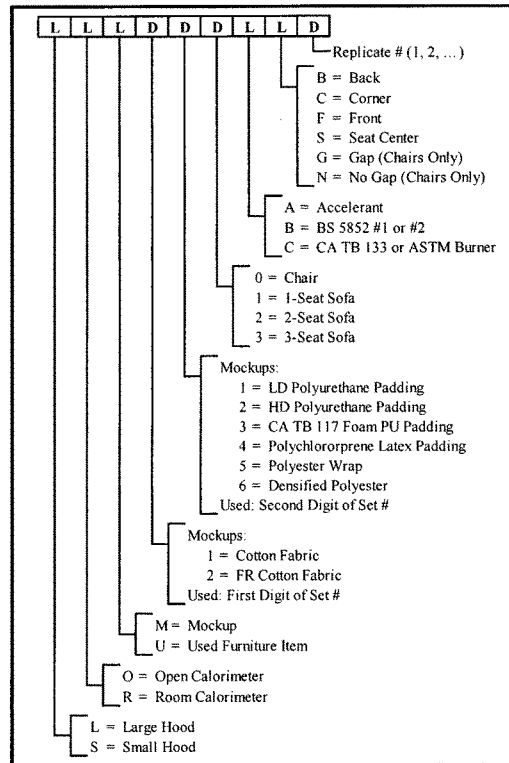 L L L D D D L L D
Replicate # (1, 2, ...)
B = Back
C = Corner
F = Front
S = Seat Center
G = Gap (Chairs Only)
N = No Gap (Chairs Only)
A = Accelerant
B = BS 5852 #1 or #2
C = CA TB 133 or ASTM Burner
0 = Chair
1 = 1-Seat Sofa
2 = 2-Seat Sofa
3 = 3-Seat Sofa
Mockups:
1 = LD Polyurethane Padding
2 = HD Polyurethane Padding
3 = CA TB 117 Foam PU Padding
4 = Polychlororprene Latex Padding
5 = Polyester Wrap
6 = Densified Polyester
Used: Second Digit of Set #
Mockups:
1 = Cotton Fabric
2 = FR Cotton Fabric
Used: First Digit of Set #
M = Mockup
U = Used Furniture Item
O = Open Calorimeter
R = Room Calorimeter
L = Large Hood
S = Small Hood